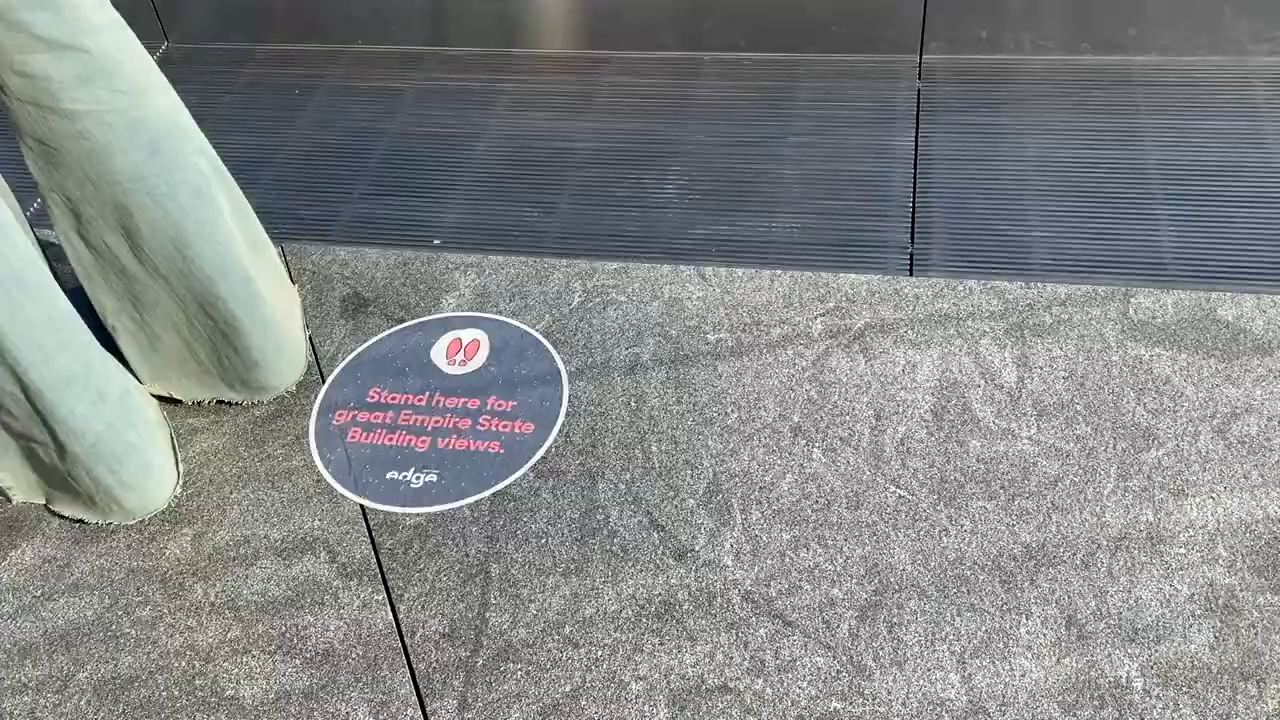 Stand here for
great Empire State
Building views.
edge